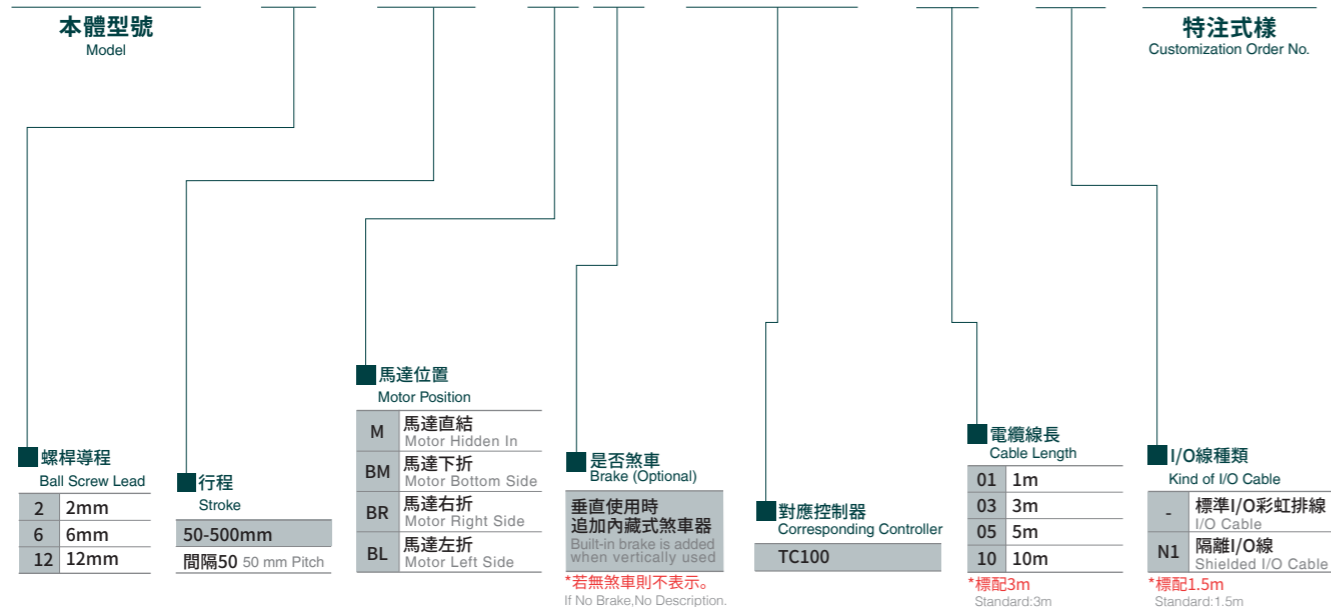 本體型號
Model
特注式樣
Customization Order No.
螺桿導程
Ball Screw Lead
2 2mm
6 6mm
12 12mm
行程
Stroke
50-500mm
間隔50 50 mm Pitch
馬達位置
Motor Position
M 馬達直結
Motor Hidden In
BM 馬達下折
Motor Bottom Side
BR 馬達右折
Motor Right Side
BL 馬達左折
Motor Left Side
是否煞車
Brake (Optional)
垂直使用時
追加內藏式煞車器
Built-in brake is added
when vertically used
*若無煞車則不表示。
If No Brake,No Description.
對應控制器
Corresponding Controller
TC100
電纜線長
Cable Length
01 1m
03 3m
05 5m
10 10m
*標配3m
Standard:3m
I/O線種類
Kind of I/O Cable
- 標準I/O彩虹排線
I/O Cable
N1 隔離I/O線
Shielded I/O Cable
*標配1.5m
Standard:1.5m